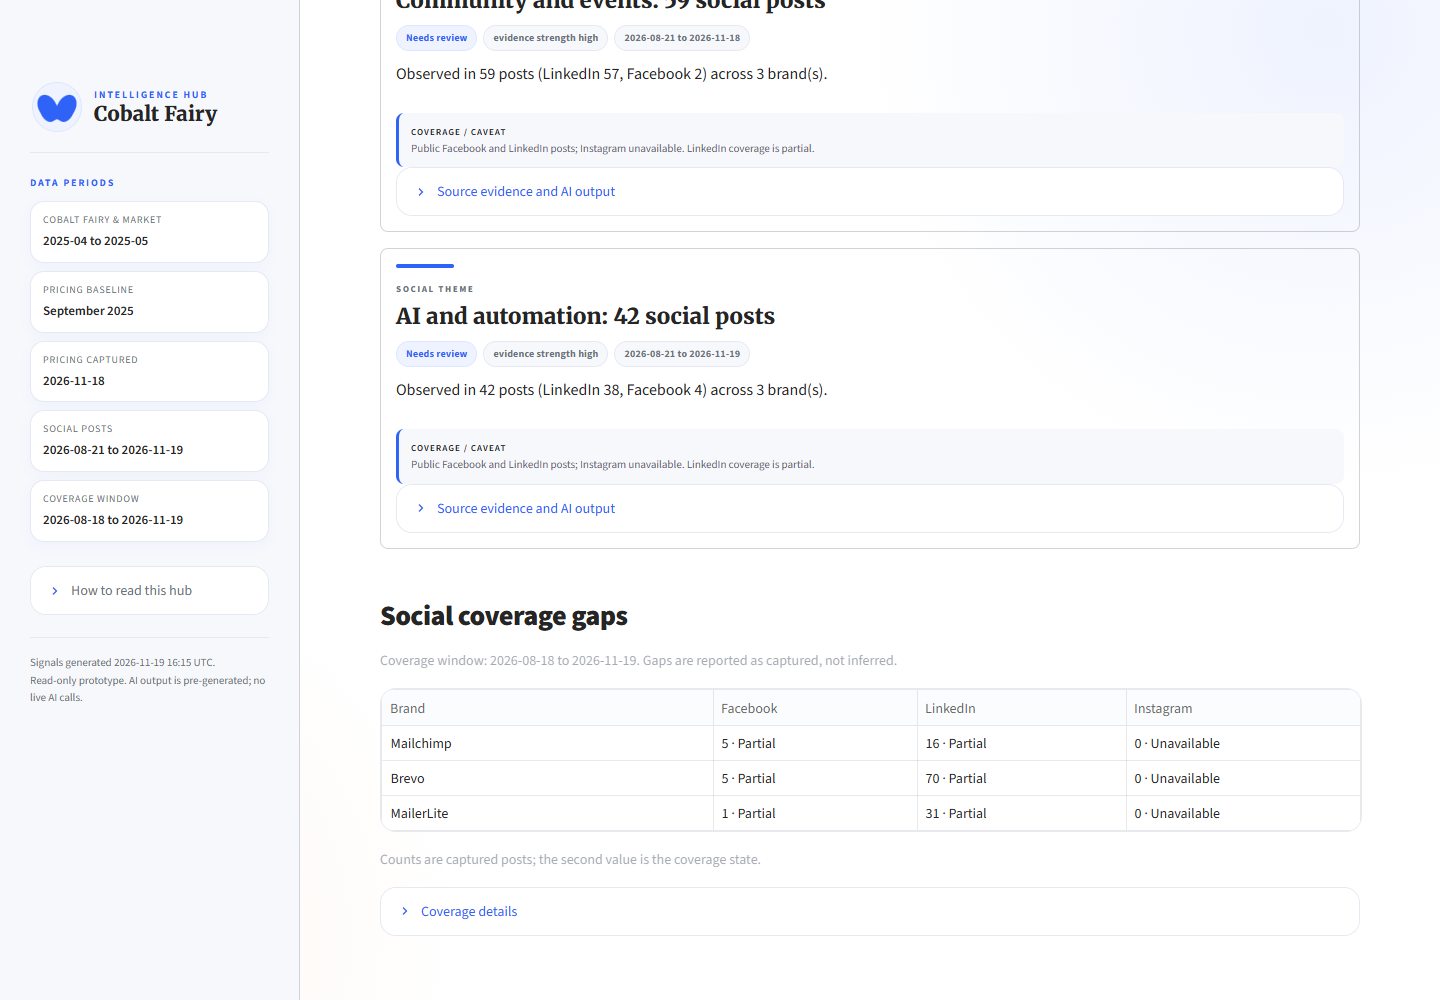 INTELLIGENCE HUB
Cobalt Fairy
DATA PERIODS
COBALT FAIRY & MARKET
2025-04 to 2025-05
PRICING BASELINE
September 2025
PRICING CAPTURED
2026-11-18
SOCIAL POSTS
2026-08-21 to 2026-11-19
COVERAGE WINDOW
2026-08-18 to 2026-11-19
How to read this hub
Signals generated 2026-11-19 16:15 UTC.
Read-only prototype. AI output is pre-generated; no
live AI calls.
Community and events: 59 social posts
Needs review evidence strength high 2026-08-21 to 2026-11-18
Observed in 59 posts (LinkedIn 57, Facebook 2) across 3 brand(s).
COVERAGE / CAVEAT
Public Facebook and LinkedIn posts; Instagram unavailable. LinkedIn coverage is partial.
Source evidence and AI output
SOCIAL THEME
AI and automation: 42 social posts
Needs review evidence strength high 2026-08-21 to 2026-11-19
Observed in 42 posts (LinkedIn 38, Facebook 4) across 3 brand(s).
COVERAGE / CAVEAT
Public Facebook and LinkedIn posts; Instagram unavailable. LinkedIn coverage is partial.
Source evidence and AI output
Social coverage gaps
Coverage window: 2026-08-18 to 2026-11-19. Gaps are reported as captured, not inferred.
Brand Facebook LinkedIn Instagram
Mailchimp 5 · Partial 16 · Partial 0 · Unavailable
Brevo 5 · Partial 70 · Partial 0 · Unavailable
MailerLite 1 · Partial 31 · Partial 0 · Unavailable
Counts are captured posts; the second value is the coverage state.
Coverage details